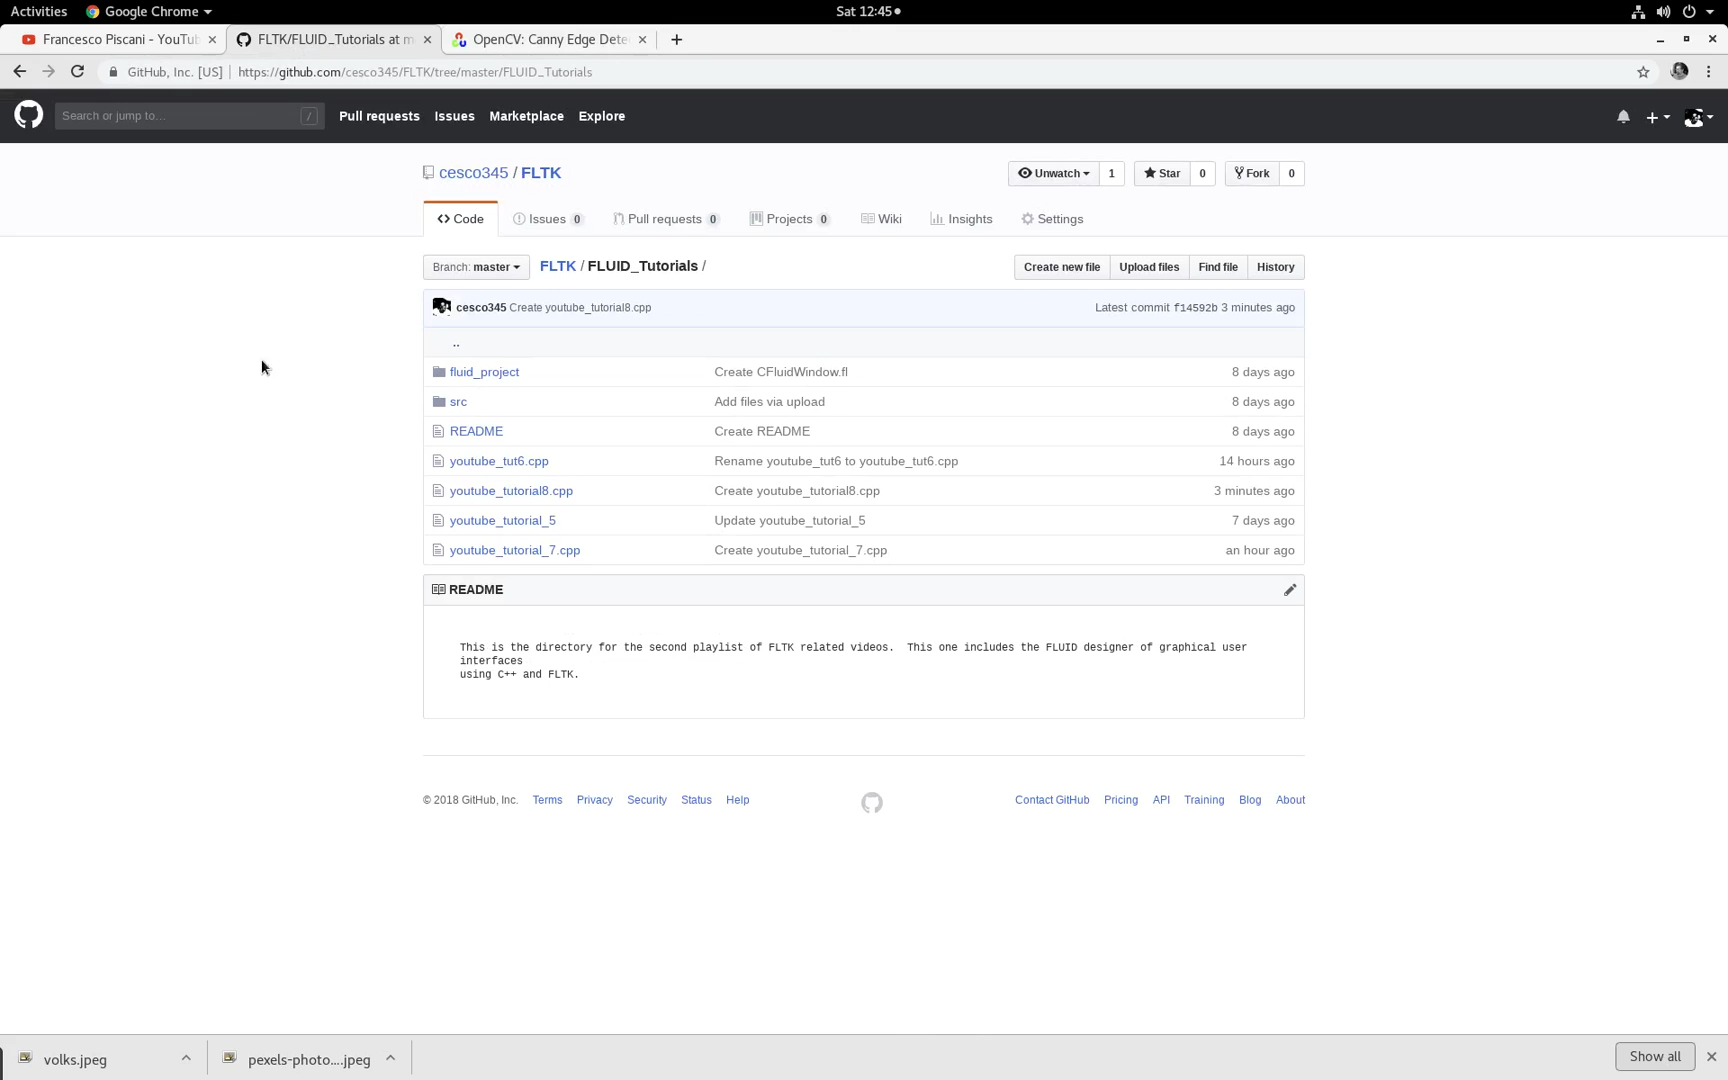 Activities Google Chrome Sat 12:45
Francesco Piscani - YouTub FLTK/FLUID_Tutorials at m OpenCV: Canny Edge Dete
GitHub, Inc. [US] https://github.com/cesco345/FLTK/tree/master/FLUID_Tutorials
Search or jump to… / Pull requests Issues Marketplace Explore
cesco345 / FLTK Unwatch 1 Star 0 Fork 0
Code Issues 0 Pull requests 0 Projects 0 Wiki Insights Settings
Branch: master FLTK / FLUID_Tutorials / Create new file Upload files Find file History
cesco345 Create youtube_tutorial8.cpp Latest commit f14592b 3 minutes ago
..
fluid_project Create CFluidWindow.fl 8 days ago
src Add files via upload 8 days ago
README Create README 8 days ago
youtube_tut6.cpp Rename youtube_tut6 to youtube_tut6.cpp 14 hours ago
youtube_tutorial8.cpp Create youtube_tutorial8.cpp 3 minutes ago
youtube_tutorial_5 Update youtube_tutorial_5 7 days ago
youtube_tutorial_7.cpp Create youtube_tutorial_7.cpp an hour ago
README
This is the directory for the second playlist of FLTK related videos.  This one includes the FLUID designer of graphical user
interfaces
using C++ and FLTK.
© 2018 GitHub, Inc. Terms Privacy Security Status Help Contact GitHub Pricing API Training Blog About
volks.jpeg pexels-photo....jpeg Show all